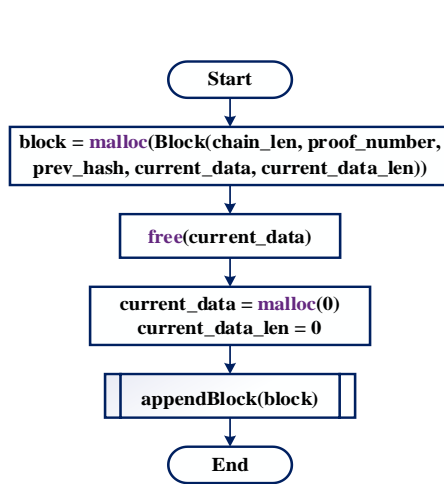 Start
block = malloc(Block(chain_len, proof_number,
prev_hash, current_data, current_data_len))
free(current_data)
current_data = malloc(0)
current_data_len = 0
appendBlock(block)
End